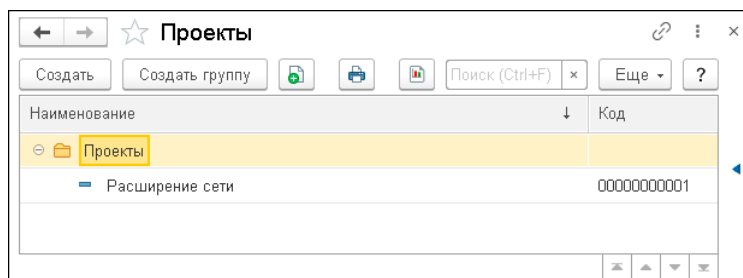 Проекты
Создать Создать группу Поиск (Ctrl+F) × Еще ?
Наименование ↓ Код
Проекты
Расширение сети 00000000001